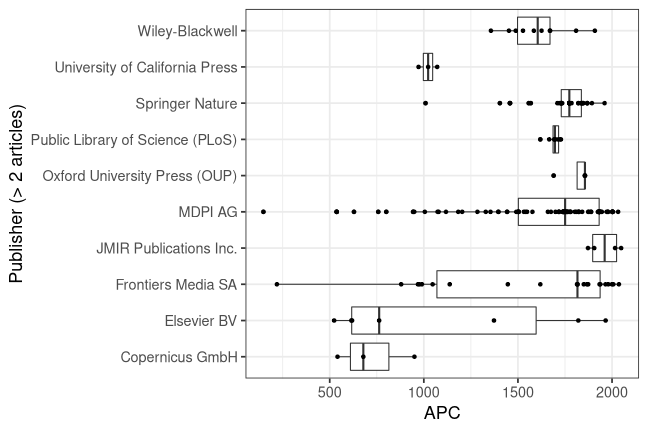 Publisher (> 2 articles)
Wiley-Blackwell
University of California Press
Springer Nature
Public Library of Science (PLoS)
Oxford University Press (OUP)
MDPI AG
JMIR Publications Inc.
Frontiers Media SA
Elsevier BV
Copernicus GmbH
500 1000 1500 2000
APC